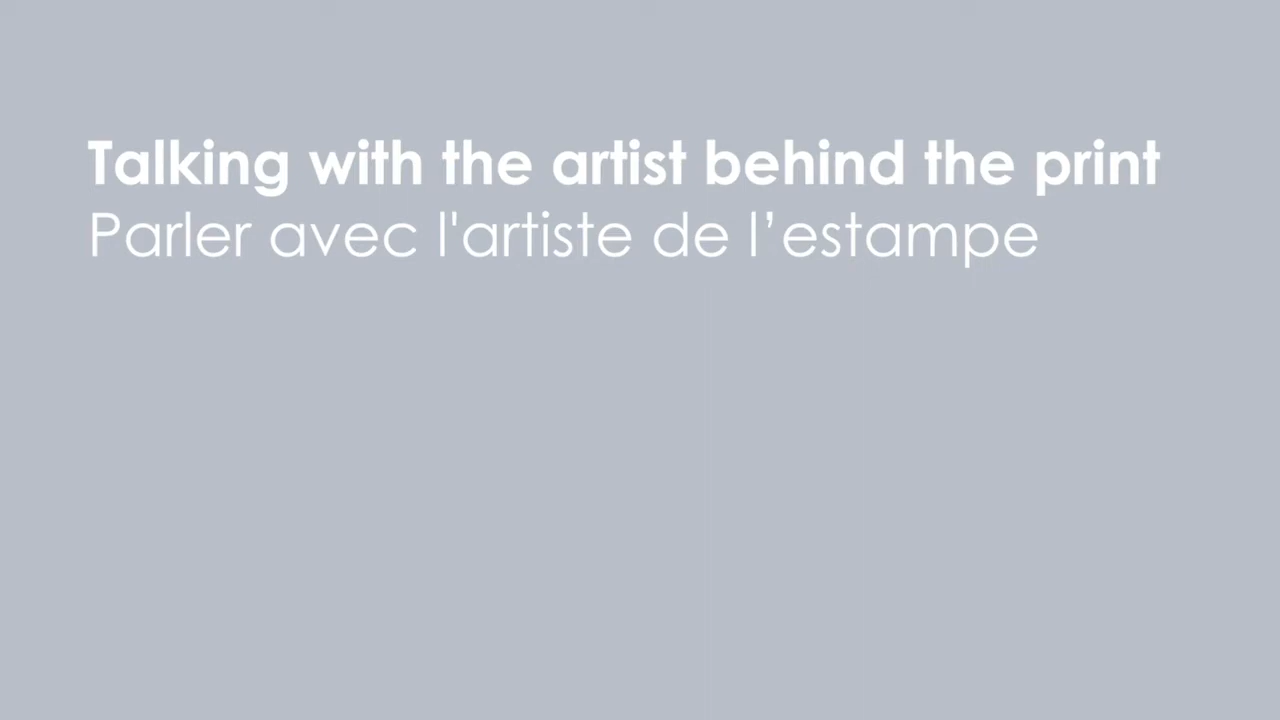 Talking with the artist behind the print
Parler avec l'artiste de l’estampe